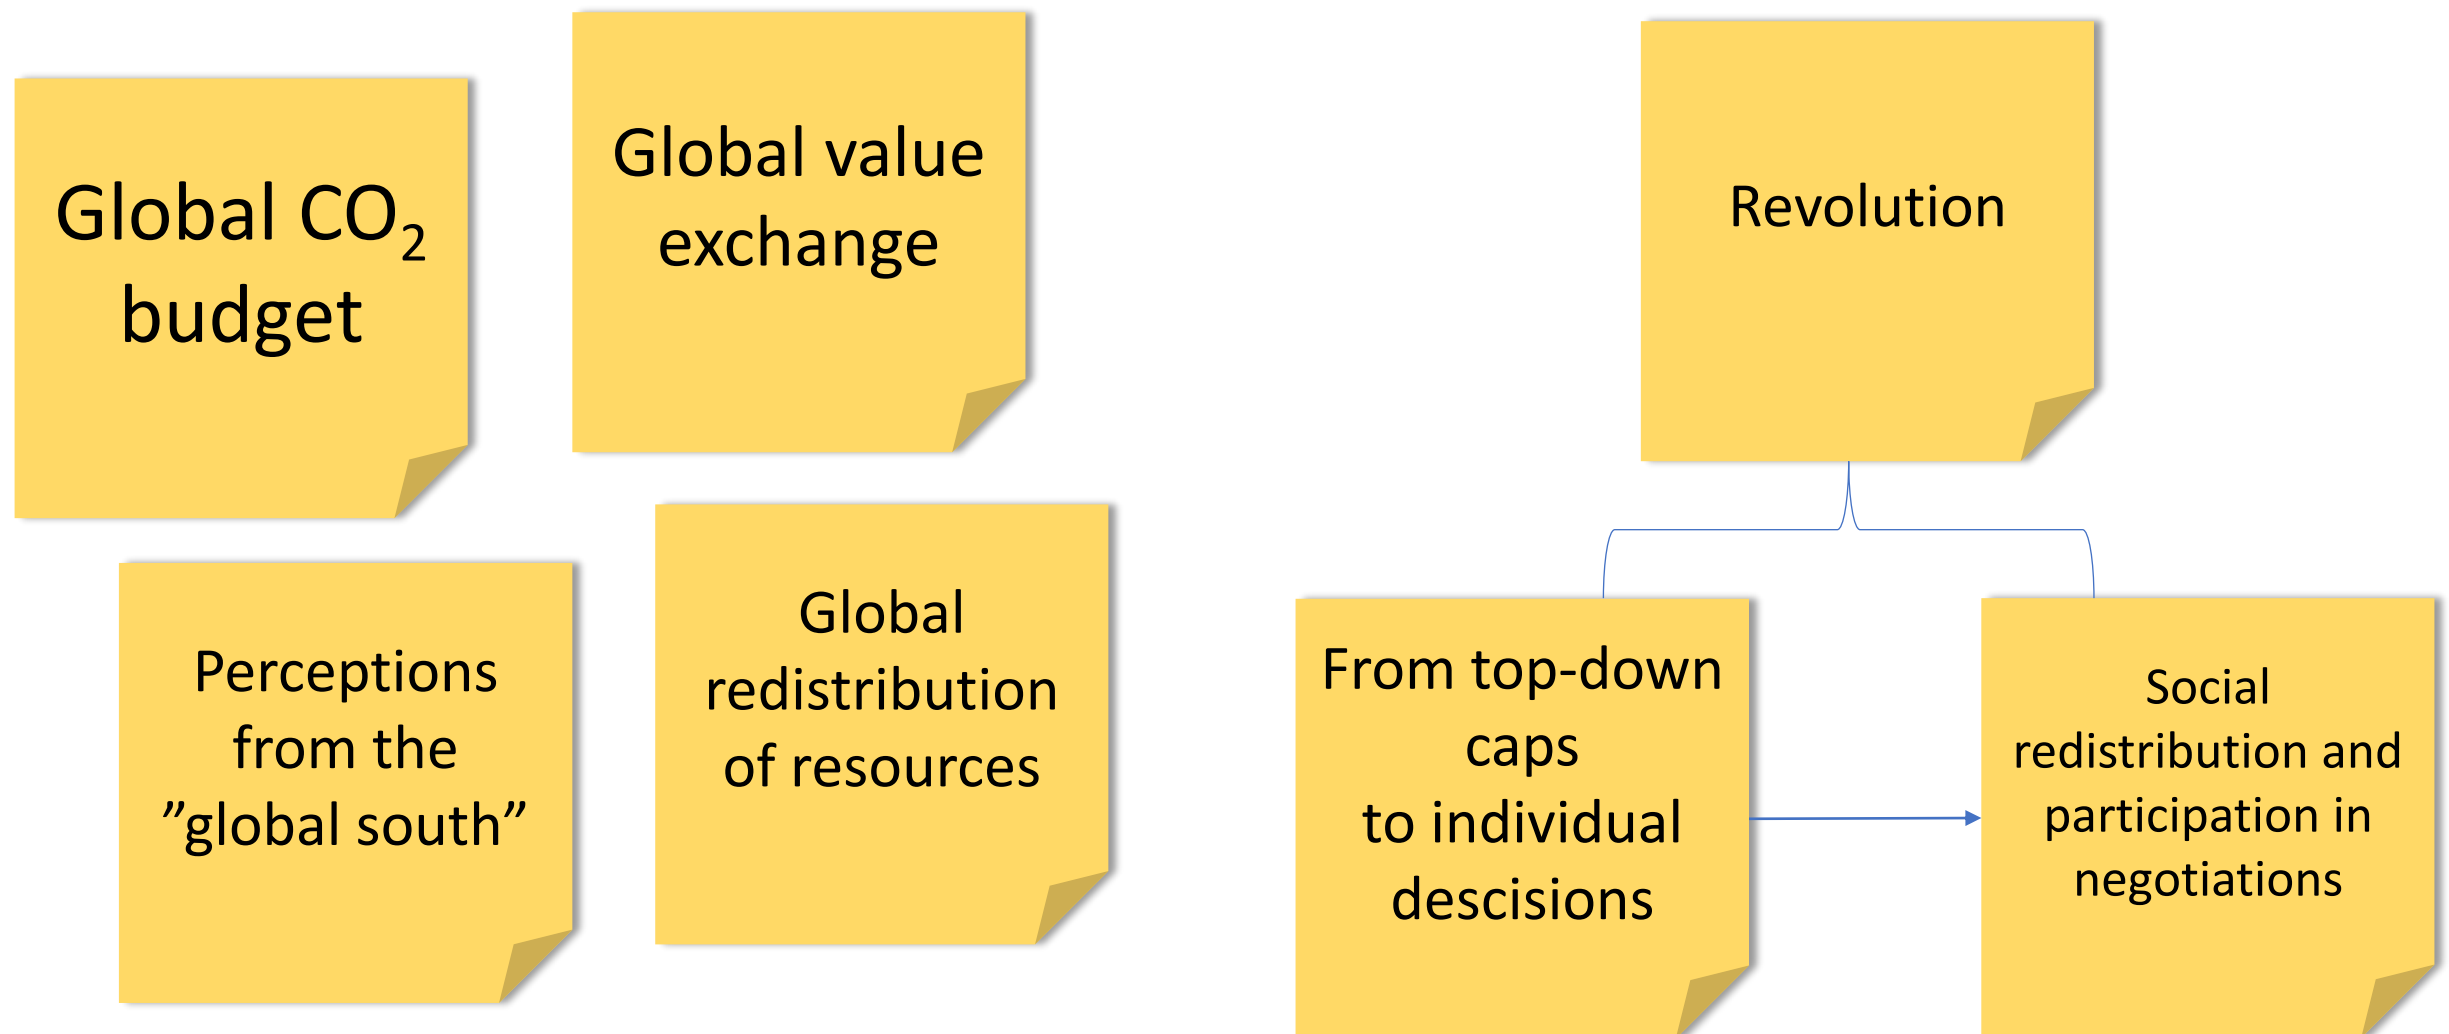 Global CO₂
budget
Global value
exchange
Perceptions
from the
”global south”
Global
redistribution
of resources
Revolution
From top-down
caps
to individual
descisions
Social
redistribution and
participation in
negotiations